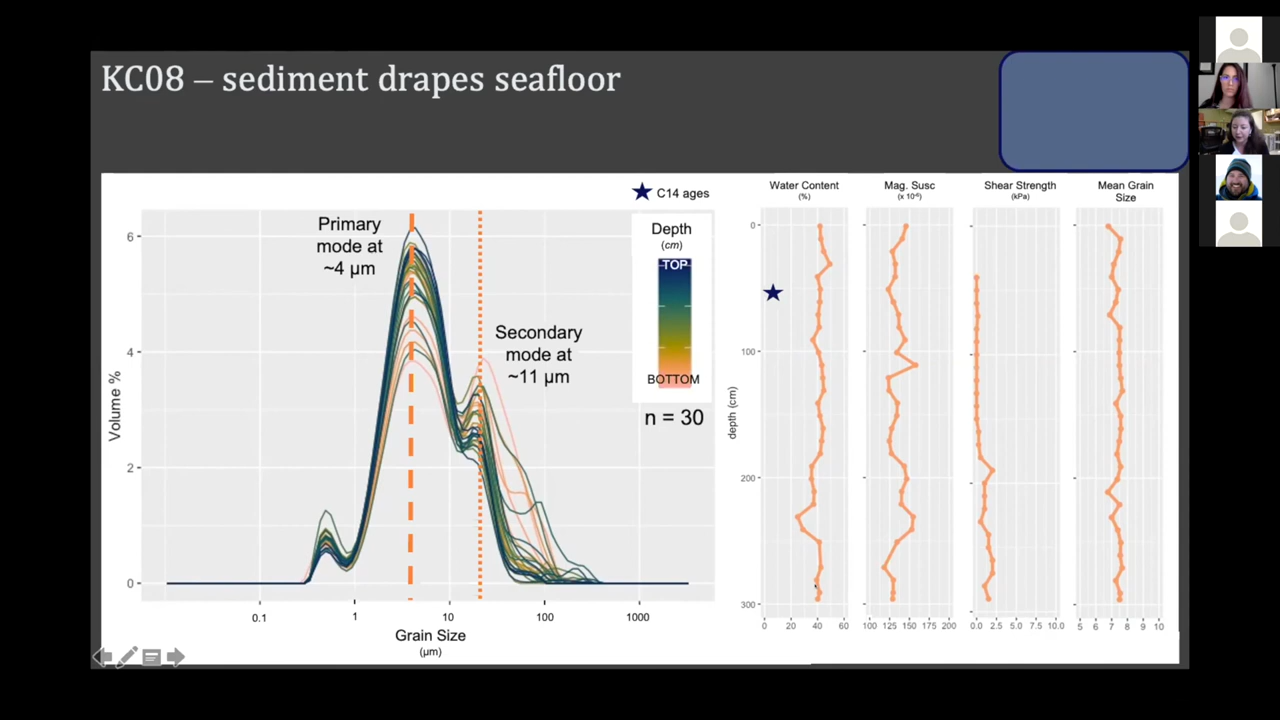 KC08 – sediment drapes seafloor
C14 ages
Primary
mode at
~4 µm
Secondary
mode at
~11 µm
Depth
(cm)
TOP
BOTTOM
n = 30
Volume %
6
4
2
0
0.1
1
10
100
1000
Grain Size
(µm)
Water Content
(%)
Mag. Susc
(x 10⁻⁶)
Shear Strength
(kPa)
Mean Grain
Size
depth (cm)
0
100
200
300
0 20 40 60
100 125 150 175 200
0.0 2.5 5.0 7.5 10.0
5 6 7 8 9 10